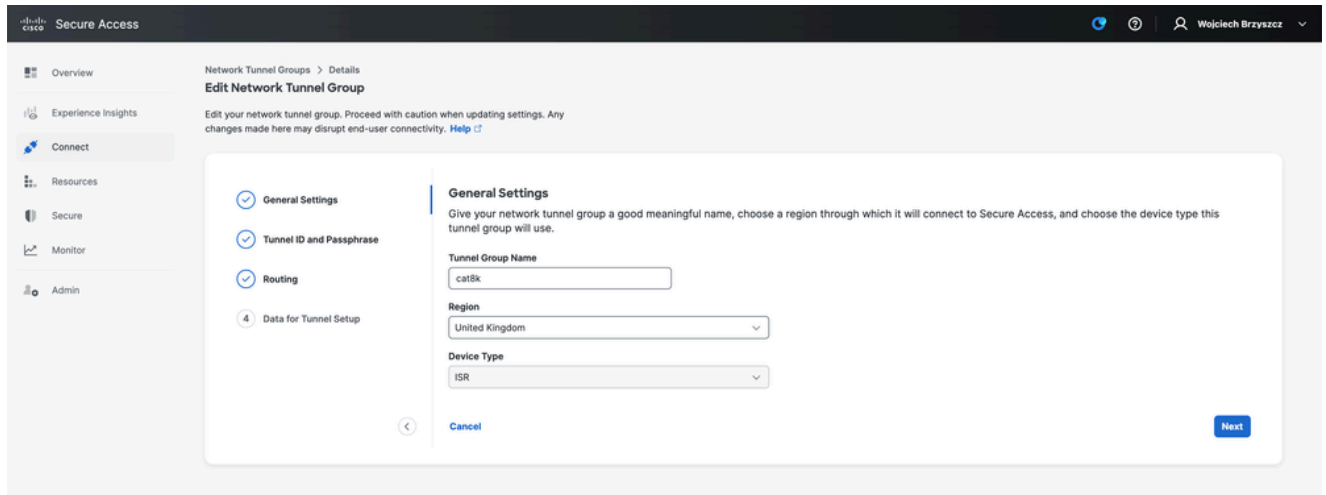 cisco Secure Access
Wojciech Brzyszcz
Overview
Experience Insights
Connect
Resources
Secure
Monitor
Admin
Network Tunnel Groups > Details
Edit Network Tunnel Group
Edit your network tunnel group. Proceed with caution when updating settings. Any
changes made here may disrupt end-user connectivity. Help
General Settings
Tunnel ID and Passphrase
Routing
4 Data for Tunnel Setup
General Settings
Give your network tunnel group a good meaningful name, choose a region through which it will connect to Secure Access, and choose the device type this
tunnel group will use.
Tunnel Group Name
cat8k
Region
United Kingdom
Device Type
ISR
Cancel
Next